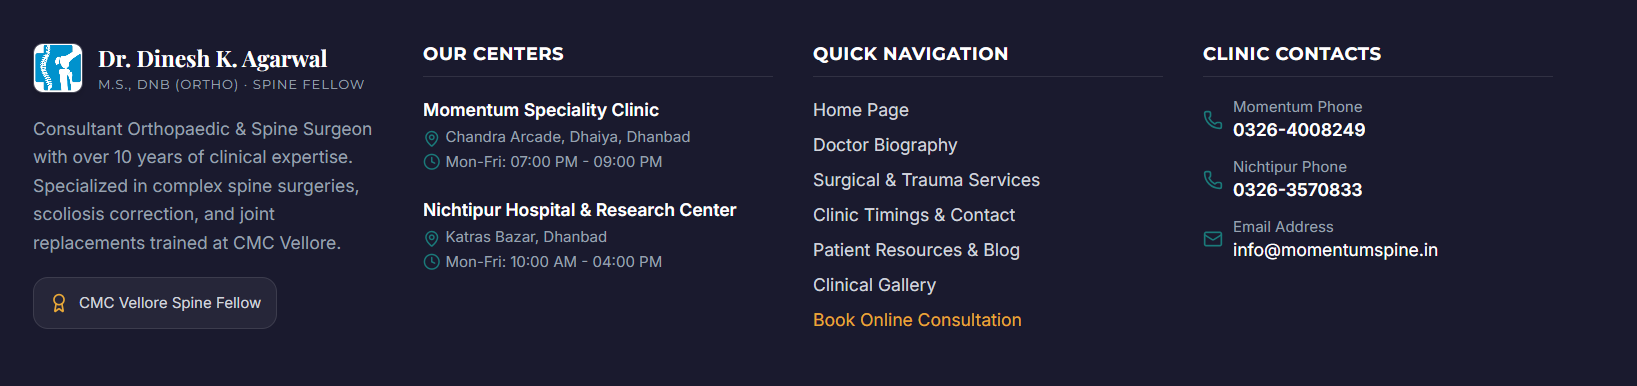 Dr. Dinesh K. Agarwal
M.S., DNB (ORTHO) · SPINE FELLOW
Consultant Orthopaedic & Spine Surgeon
with over 10 years of clinical expertise.
Specialized in complex spine surgeries,
scoliosis correction, and joint
replacements trained at CMC Vellore.
CMC Vellore Spine Fellow
OUR CENTERS
Momentum Speciality Clinic
Chandra Arcade, Dhaiya, Dhanbad
Mon-Fri: 07:00 PM - 09:00 PM
Nichtipur Hospital & Research Center
Katras Bazar, Dhanbad
Mon-Fri: 10:00 AM - 04:00 PM
QUICK NAVIGATION
Home Page
Doctor Biography
Surgical & Trauma Services
Clinic Timings & Contact
Patient Resources & Blog
Clinical Gallery
Book Online Consultation
CLINIC CONTACTS
Momentum Phone
0326-4008249
Nichtipur Phone
0326-3570833
Email Address
info@momentumspine.in